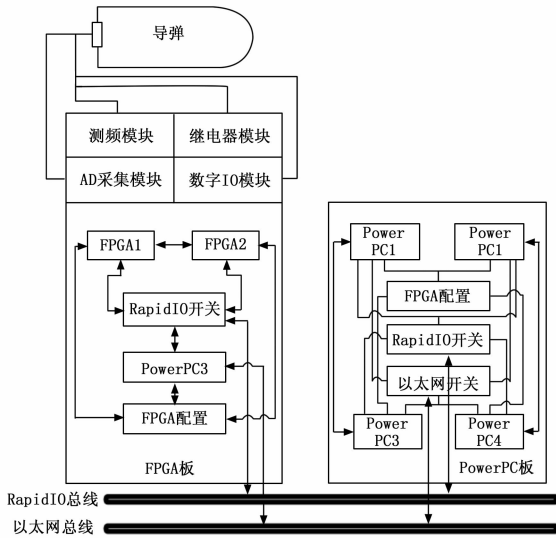 导弹
测频模块
继电器模块
AD采集模块
数字IO模块
FPGA1
FPGA2
RapidIO开关
PowerPC3
FPGA配置
FPGA板
Power
PC1
Power
PC1
FPGA配置
RapidIO开关
以太网开关
Power
PC3
Power
PC4
PowerPC板
RapidIO总线
以太网总线